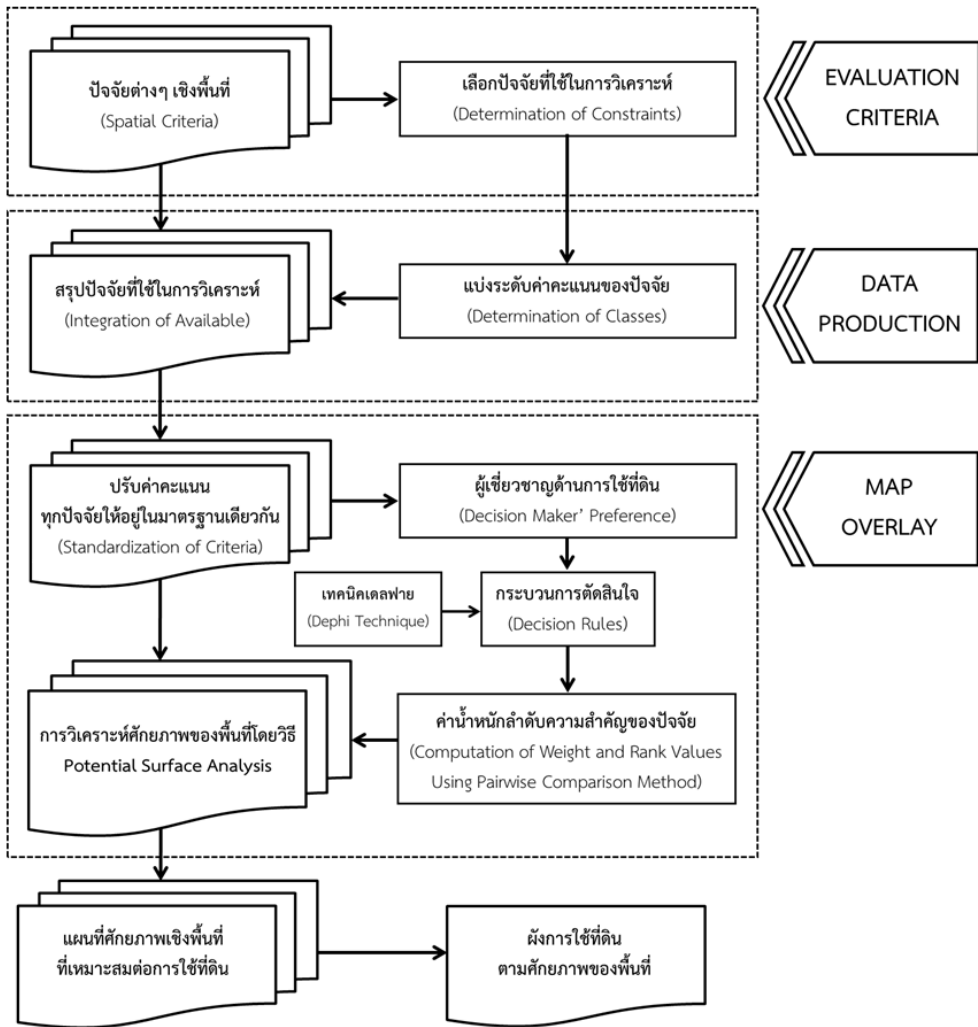 ปัจจัยต่างๆ เชิงพื้นที่
(Spatial Criteria)
เลือกปัจจัยที่ใช้ในการวิเคราะห์
(Determination of Constraints)
EVALUATION
CRITERIA
สรุปปัจจัยที่ใช้ในการวิเคราะห์
(Integration of Available)
แบ่งระดับค่าคะแนนของปัจจัย
(Determination of Classes)
DATA
PRODUCTION
ปรับค่าคะแนน
ทุกปัจจัยให้อยู่ในมาตรฐานเดียวกัน
(Standardization of Criteria)
ผู้เชี่ยวชาญด้านการใช้ที่ดิน
(Decision Maker’ Preference)
MAP
OVERLAY
เทคนิคเดลฟาย
(Dephi Technique)
กระบวนการตัดสินใจ
(Decision Rules)
การวิเคราะห์ศักยภาพของพื้นที่โดยวิธี
Potential Surface Analysis
ค่าน้ำหนักลำดับความสำคัญของปัจจัย
(Computation of Weight and Rank Values
Using Pairwise Comparison Method)
แผนที่ศักยภาพเชิงพื้นที่
ที่เหมาะสมต่อการใช้ที่ดิน
ผังการใช้ที่ดิน
ตามศักยภาพของพื้นที่